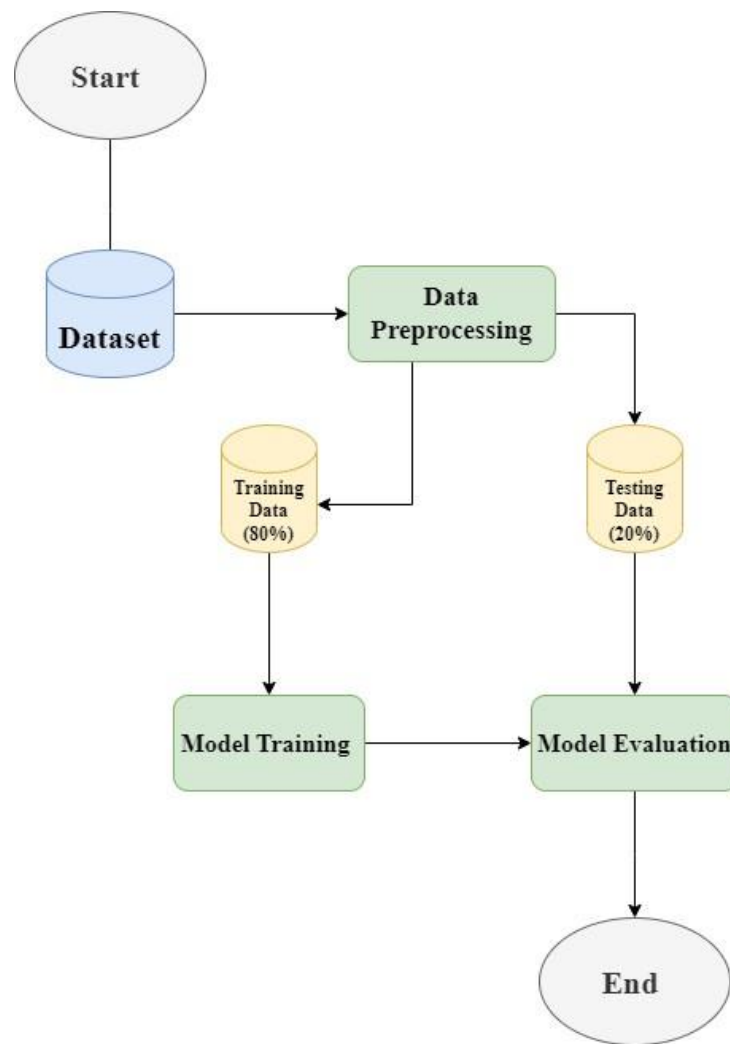 Start
Dataset
Data
Preprocessing
Training
Data
(80%)
Testing
Data
(20%)
Model Training
Model Evaluation
End